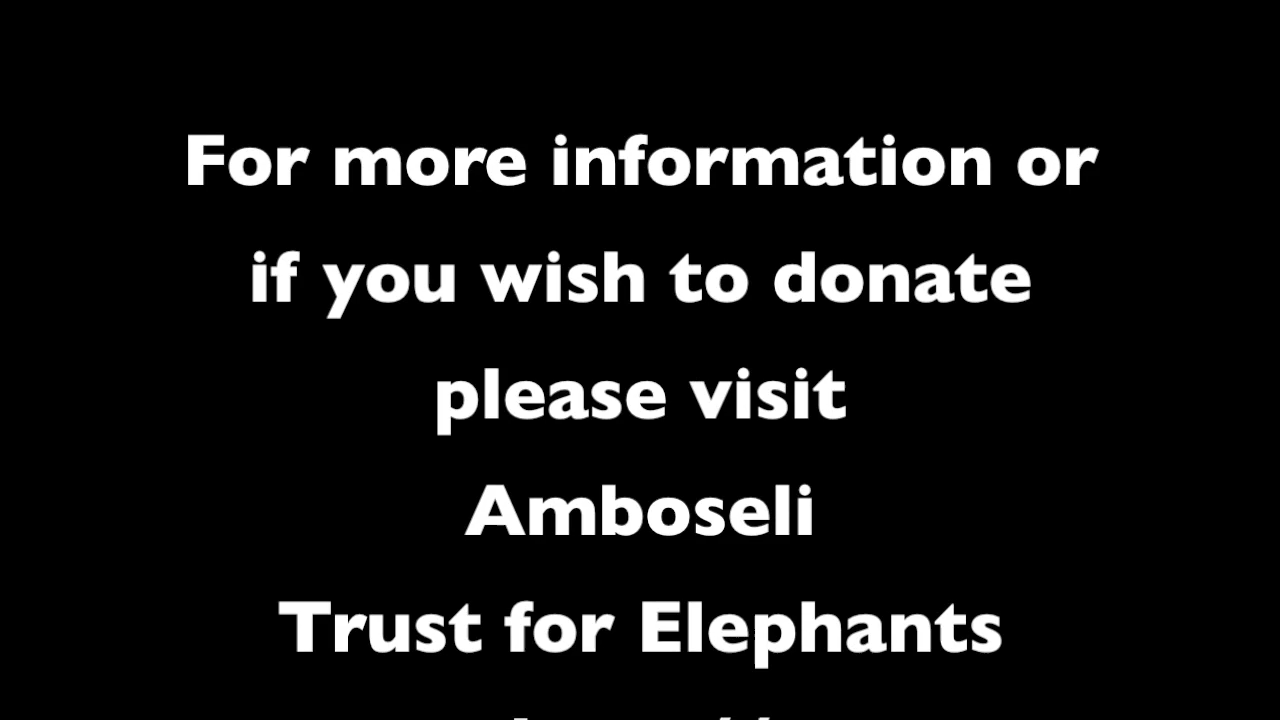 For more information or
if you wish to donate
please visit
Amboseli
Trust for Elephants